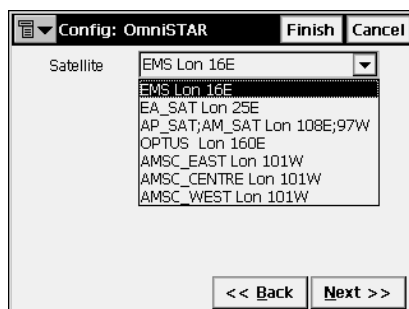 Config: OmniSTAR Finish Cancel
Satellite EMS Lon 16E
EMS Lon 16E
EA_SAT Lon 25E
AP_SAT;AM_SAT Lon 108E;97W
OPTUS Lon 160E
AMSC_EAST Lon 101W
AMSC_CENTRE Lon 101W
AMSC_WEST Lon 101W
<< Back Next >>